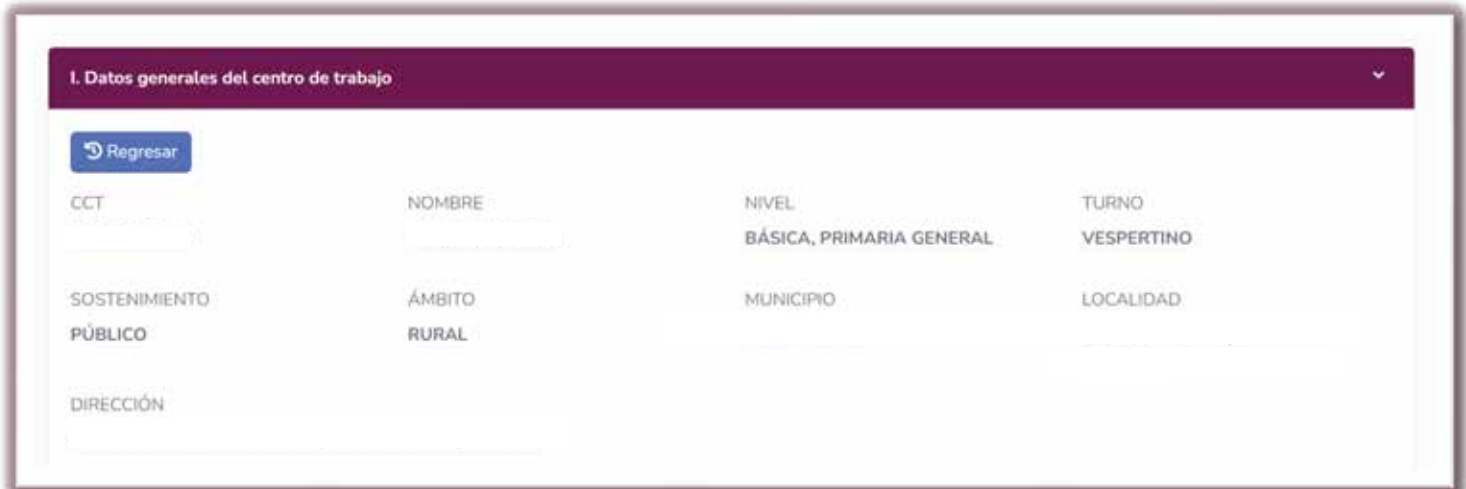 I. Datos generales del centro de trabajo
Regresar
CCT NOMBRE NIVEL TURNO
BÁSICA, PRIMARIA GENERAL VESPERTINO
SOSTENIMIENTO ÁMBITO MUNICIPIO LOCALIDAD
PÚBLICO RURAL
DIRECCIÓN